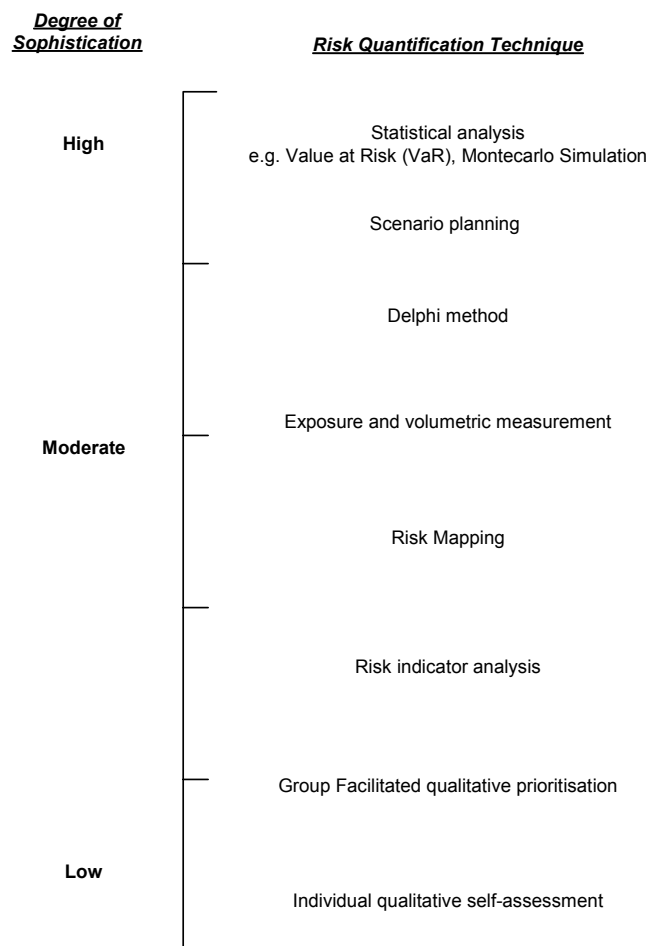 Degree of
Sophistication
Risk Quantification Technique
High
Statistical analysis
e.g. Value at Risk (VaR), Montecarlo Simulation
Scenario planning
Delphi method
Exposure and volumetric measurement
Moderate
Risk Mapping
Risk indicator analysis
Group Facilitated qualitative prioritisation
Low
Individual qualitative self-assessment